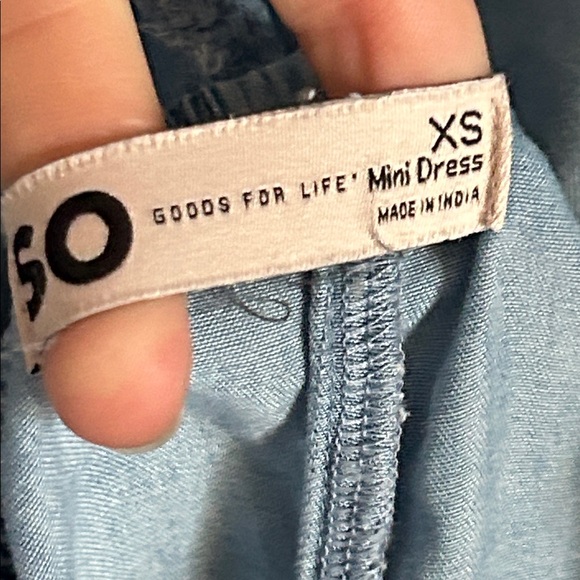 SO GOODS FOR LIFE®
XS
Mini Dress
MADE IN INDIA